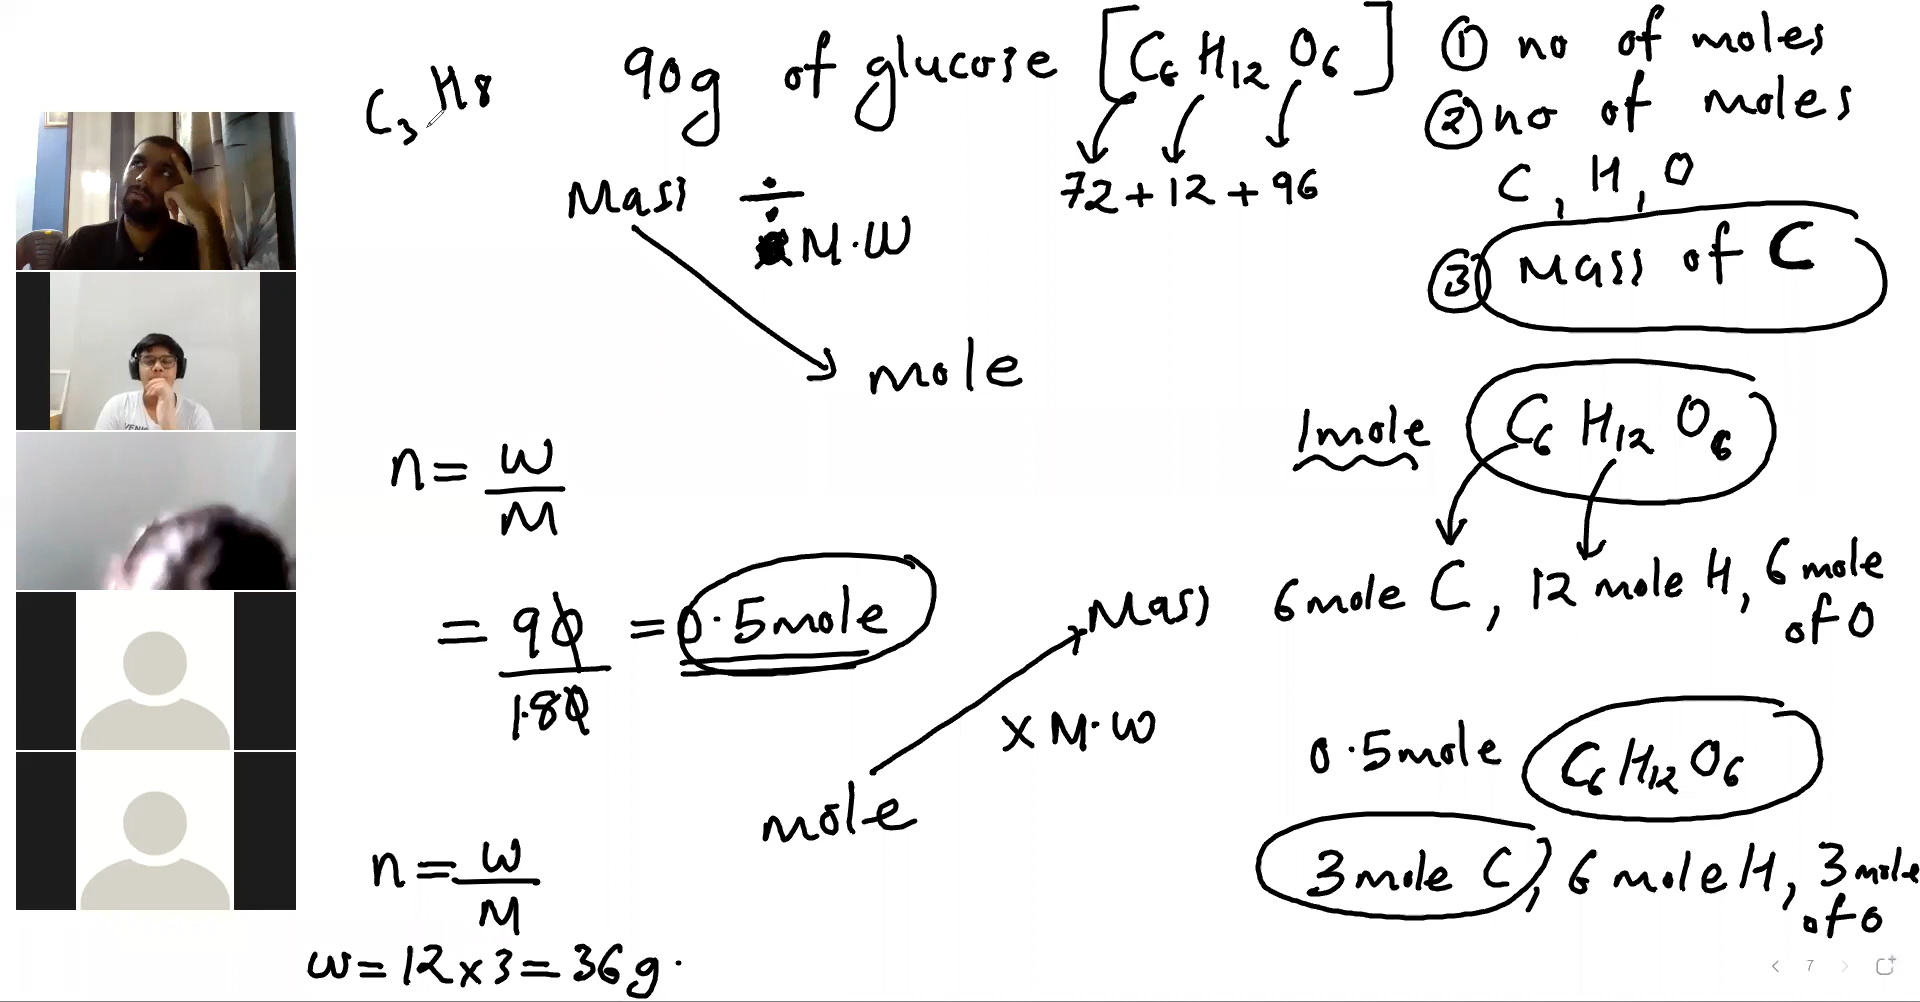 C3H8
90g of glucose [C6H12O6]
72 + 12 + 96
① no of moles
② no of moles
C, H, O
③ Mass of C
Mass ÷ M.W
mole
n = w/M
= 90/180 = 0.5mole
1mole C6H12O6
6mole C, 12 mole H, 6 mole of O
Mass
x M.W
mole
0.5mole C6H12O6
3mole C, 6 mole H, 3 mole of O
n = w/M
w = 12 x 3 = 36g.
VENIC
< 7 >